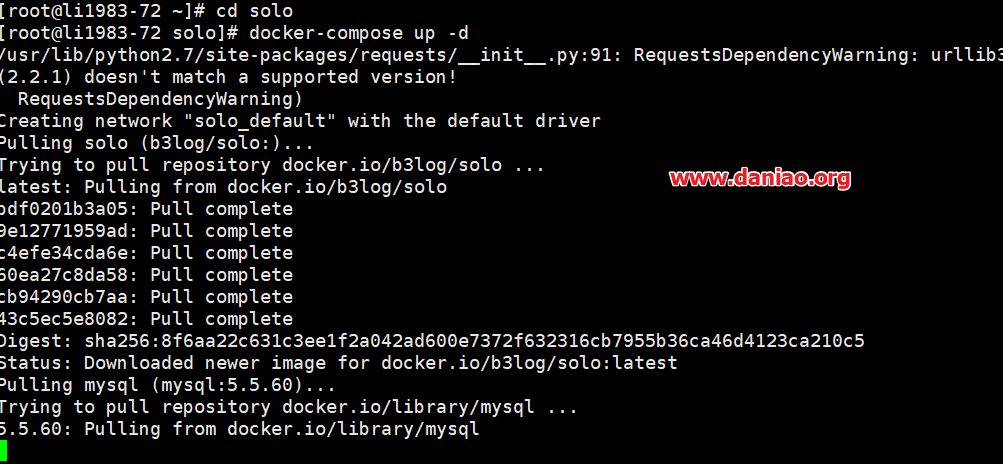 [root@li1983-72 ~]# cd solo
[root@li1983-72 solo]# docker-compose up -d
/usr/lib/python2.7/site-packages/requests/__init__.py:91: RequestsDependencyWarning: urllib3
(2.2.1) doesn't match a supported version!
  RequestsDependencyWarning)
Creating network "solo_default" with the default driver
Pulling solo (b3log/solo:)...
Trying to pull repository docker.io/b3log/solo ...
www.daniao.org
latest: Pulling from docker.io/b3log/solo
bdf0201b3a05: Pull complete
9e12771959ad: Pull complete
c4efe34cda6e: Pull complete
60ea27c8da58: Pull complete
cb94290cb7aa: Pull complete
43c5ec5e8082: Pull complete
Digest: sha256:8f6aa22c631c3ee1f2a042ad600e7372f632316cb7955b36ca46d4123ca210c5
Status: Downloaded newer image for docker.io/b3log/solo:latest
Pulling mysql (mysql:5.5.60)...
Trying to pull repository docker.io/library/mysql ...
5.5.60: Pulling from docker.io/library/mysql